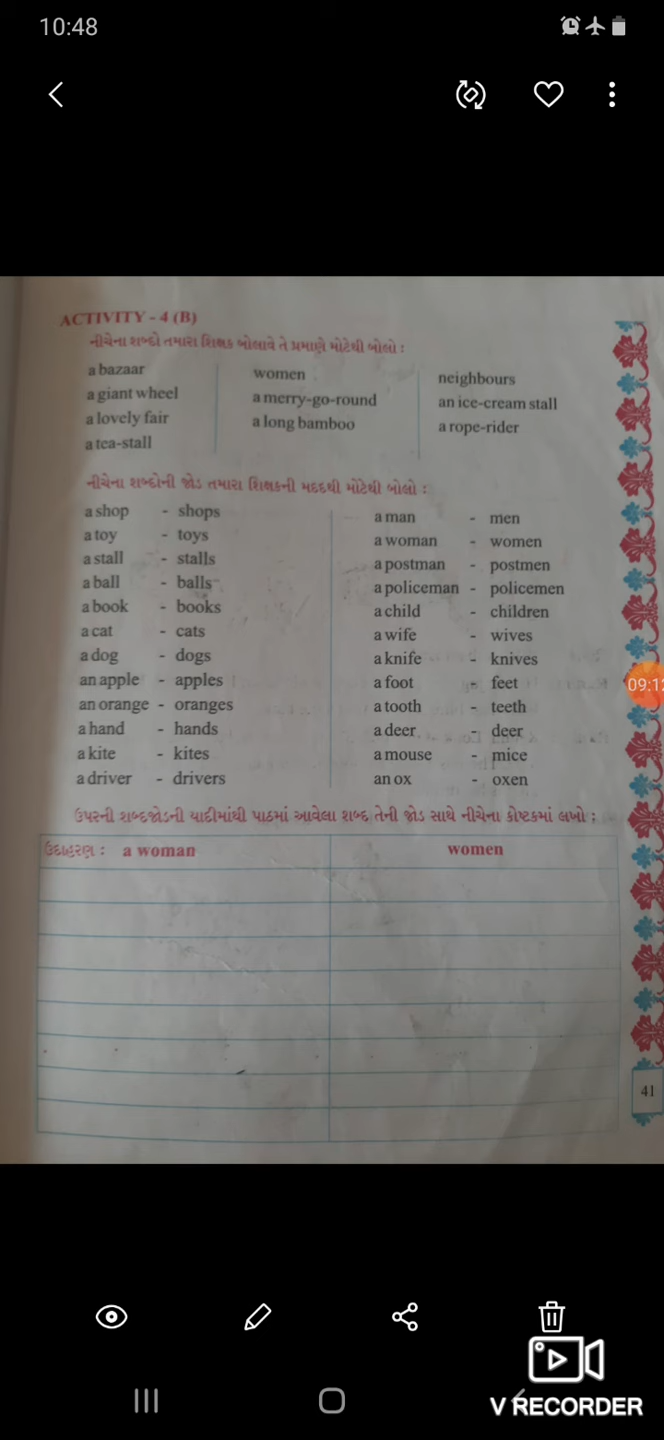 10:48
ACTIVITY - 4 (B)
નીચેના શબ્દો તમારા શિક્ષક બોલાવે તે પ્રમાણે મોટેથી બોલો :
a bazaar
a giant wheel
a lovely fair
a tea-stall
women
a merry-go-round
a long bamboo
neighbours
an ice-cream stall
a rope-rider
નીચેના શબ્દોની જોડ તમારા શિક્ષકની મદદથી મોટેથી બોલો :
a shop - shops
a toy - toys
a stall - stalls
a ball - balls
a book - books
a cat - cats
a dog - dogs
an apple - apples
an orange - oranges
a hand - hands
a kite - kites
a driver - drivers
a man - men
a woman - women
a postman - postmen
a policeman - policemen
a child - children
a wife - wives
a knife - knives
a foot - feet
a tooth - teeth
a deer - deer
a mouse - mice
an ox - oxen
ઉપરની શબ્દજોડની યાદીમાંથી પાઠમાં આવેલા શબ્દ તેની જોડ સાથે નીચેના કોષ્ટકમાં લખો :
ઉદાહરણ : a woman women
41
09:12
V RECORDER